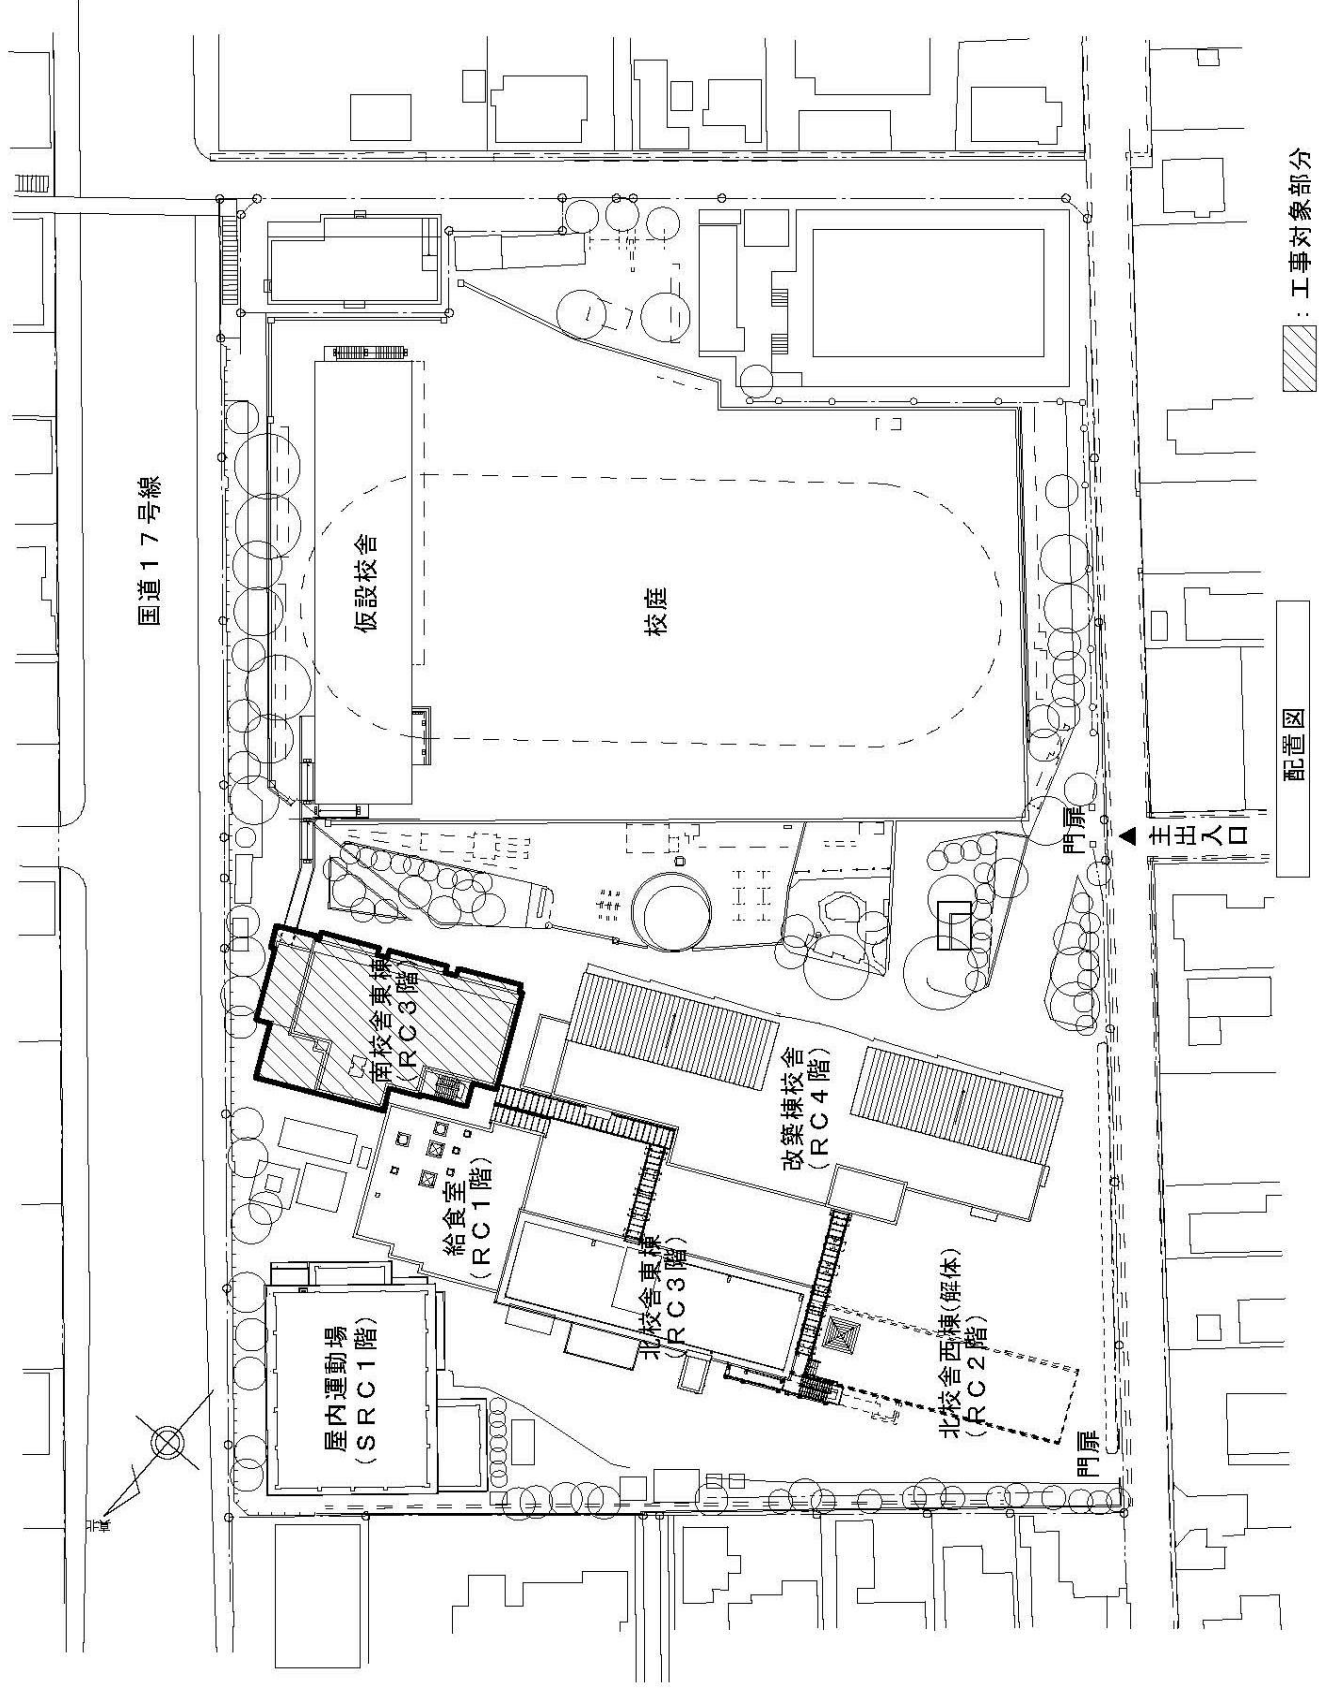 国道17号線
仮設校舎
校庭
南校舎東棟
(RC3階)
改築棟校舎
(RC4階)
給食室
(RC1階)
北校舎東棟
(RC3階)
北校舎西棟(解体)
(RC2階)
屋内運動場
(SRC1階)
門扉
主出入口
門扉
真北
配置図
:工事対象部分